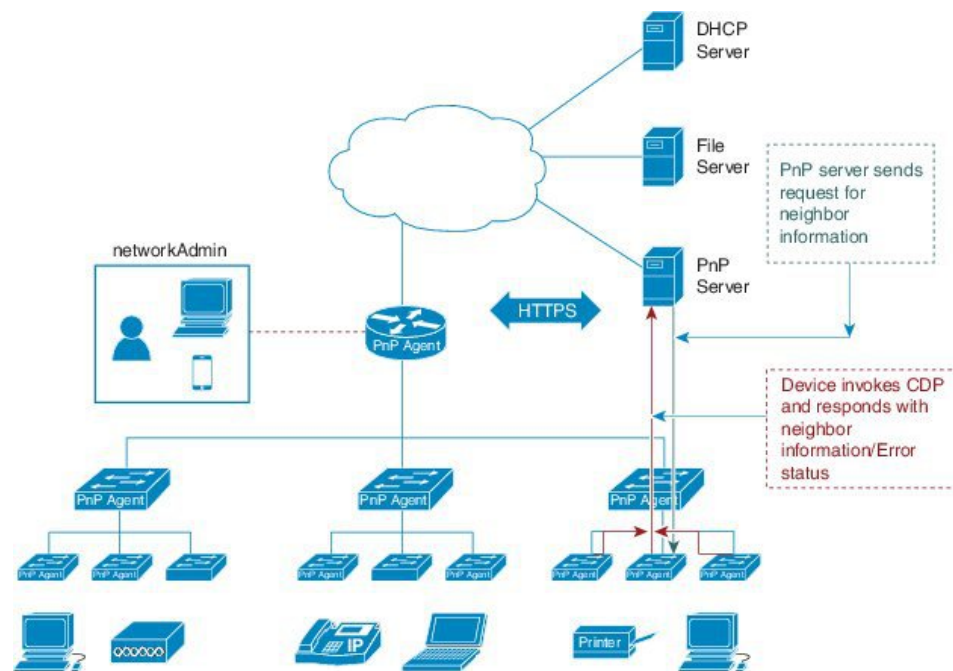 DHCP
Server
File
Server
PnP server sends
request for
neighbor
information
networkAdmin
PnP
Server
HTTPS
PnP Agent
Device invokes CDP
and responds with
neighbor
information/Error
status
PnP Agent
PnP Agent
PnP Agent
PnP Agent
PnP Agent
PnP Agent
PnP Agent
PnP Agent
PnP Agent
PnP Agent
IP
Printer